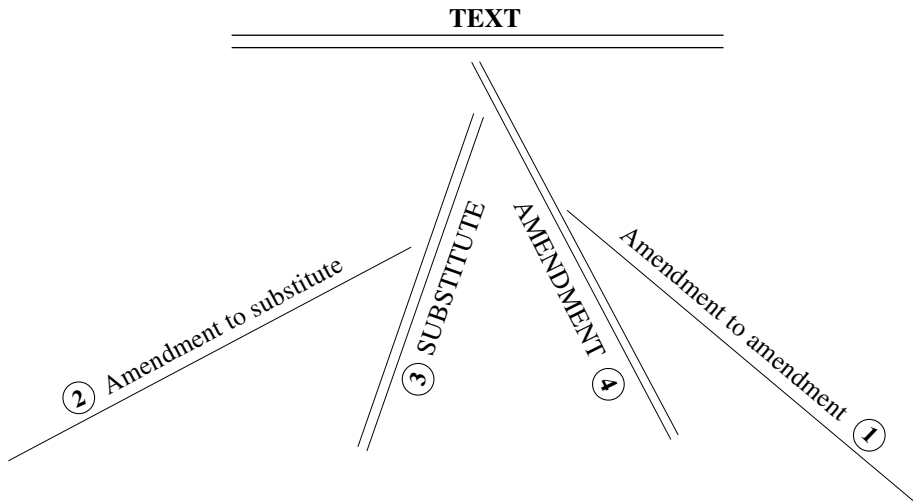 TEXT
② Amendment to substitute
③ SUBSTITUTE
AMENDMENT ④
Amendment to amendment ①